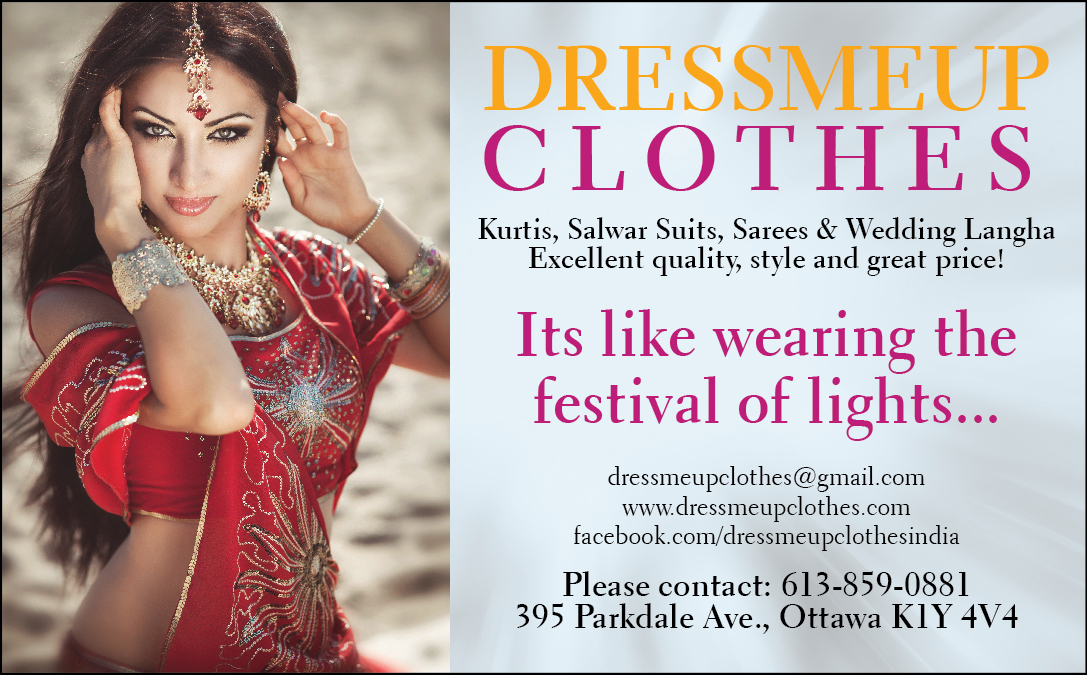 DRESSMEUP
CLOTHES
Kurtis, Salwar Suits, Sarees & Wedding Langha
Excellent quality, style and great price!
Its like wearing the
festival of lights...
dressmeupclothes@gmail.com
www.dressmeupclothes.com
facebook.com/dressmeupclothesindia
Please contact: 613-859-0881
395 Parkdale Ave., Ottawa K1Y 4V4